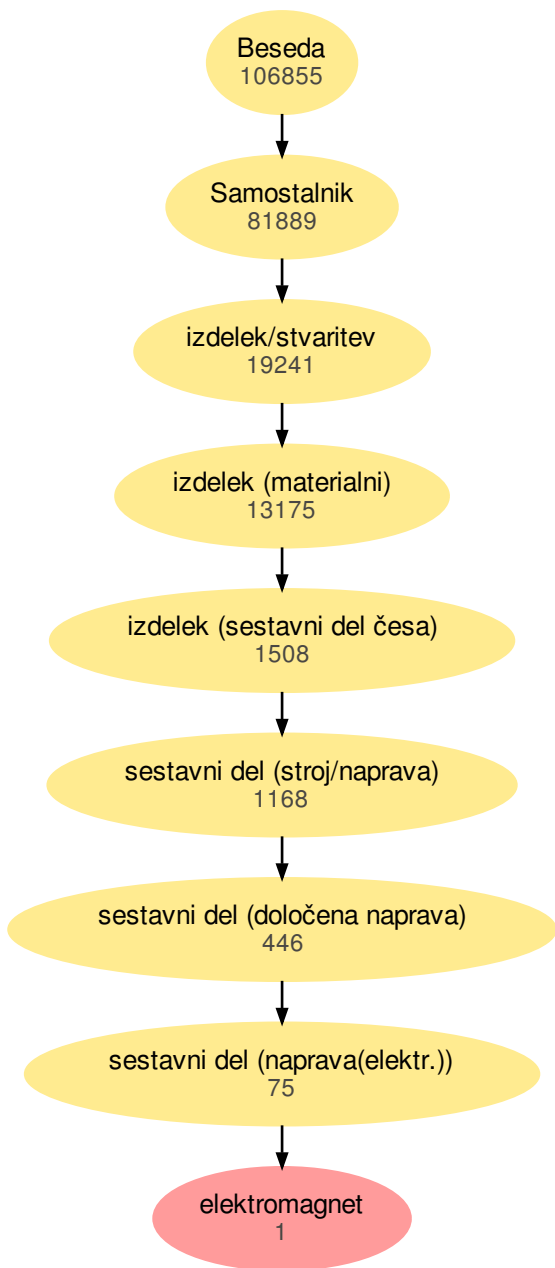 Beseda
106855
Samostalnik
81889
izdelek/stvaritev
19241
izdelek (materialni)
13175
izdelek (sestavni del česa)
1508
sestavni del (stroj/naprava)
1168
sestavni del (določena naprava)
446
sestavni del (naprava(elektr.))
75
elektromagnet
1